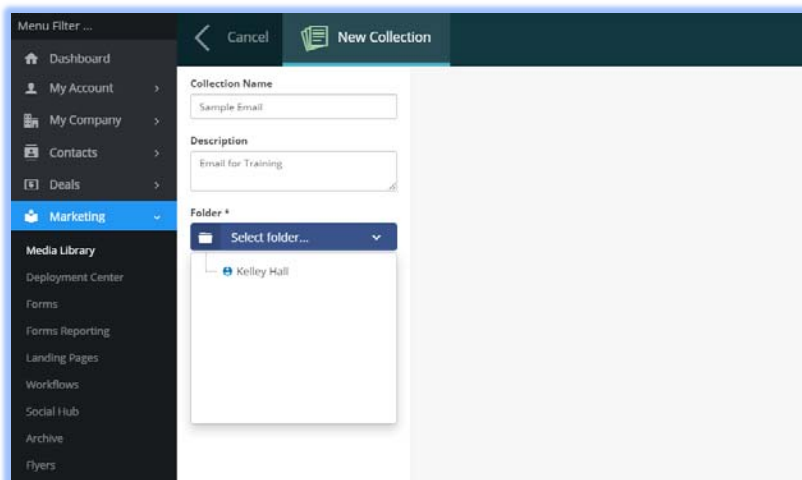 Menu Filter ...
Dashboard
My Account
My Company
Contacts
Deals
Marketing
Media Library
Deployment Center
Forms
Forms Reporting
Landing Pages
Workflows
Social Hub
Archive
Flyers
Cancel
New Collection
Collection Name
Sample Email
Description
Email for Training
Folder *
Select folder...
Kelley Hall